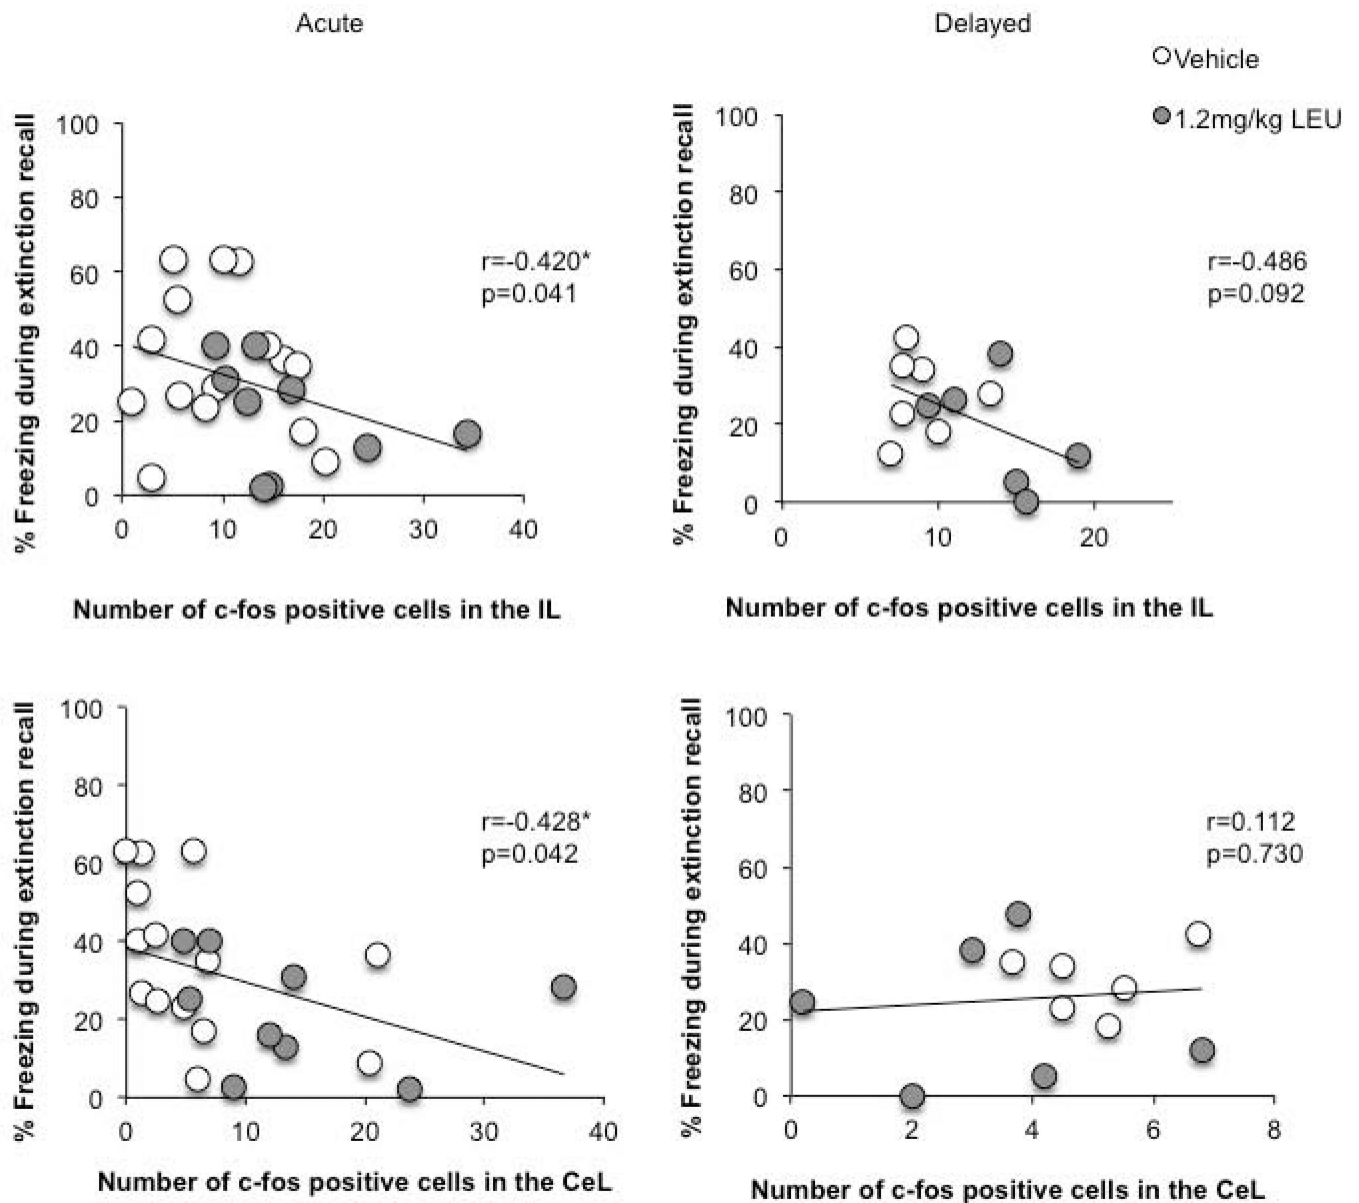 Acute
Delayed
Vehicle
1.2mg/kg LEU
% Freezing during extinction recall
100
80
60
40
20
0
0 10 20 30 40
r=-0.420*
p=0.041
Number of c-fos positive cells in the IL
% Freezing during extinction recall
100
80
60
40
20
0
0 10 20
r=-0.486
p=0.092
Number of c-fos positive cells in the IL
% Freezing during extinction recall
100
80
60
40
20
0
0 10 20 30 40
r=-0.428*
p=0.042
Number of c-fos positive cells in the CeL
% Freezing during extinction recall
100
80
60
40
20
0
0 2 4 6 8
r=0.112
p=0.730
Number of c-fos positive cells in the CeL